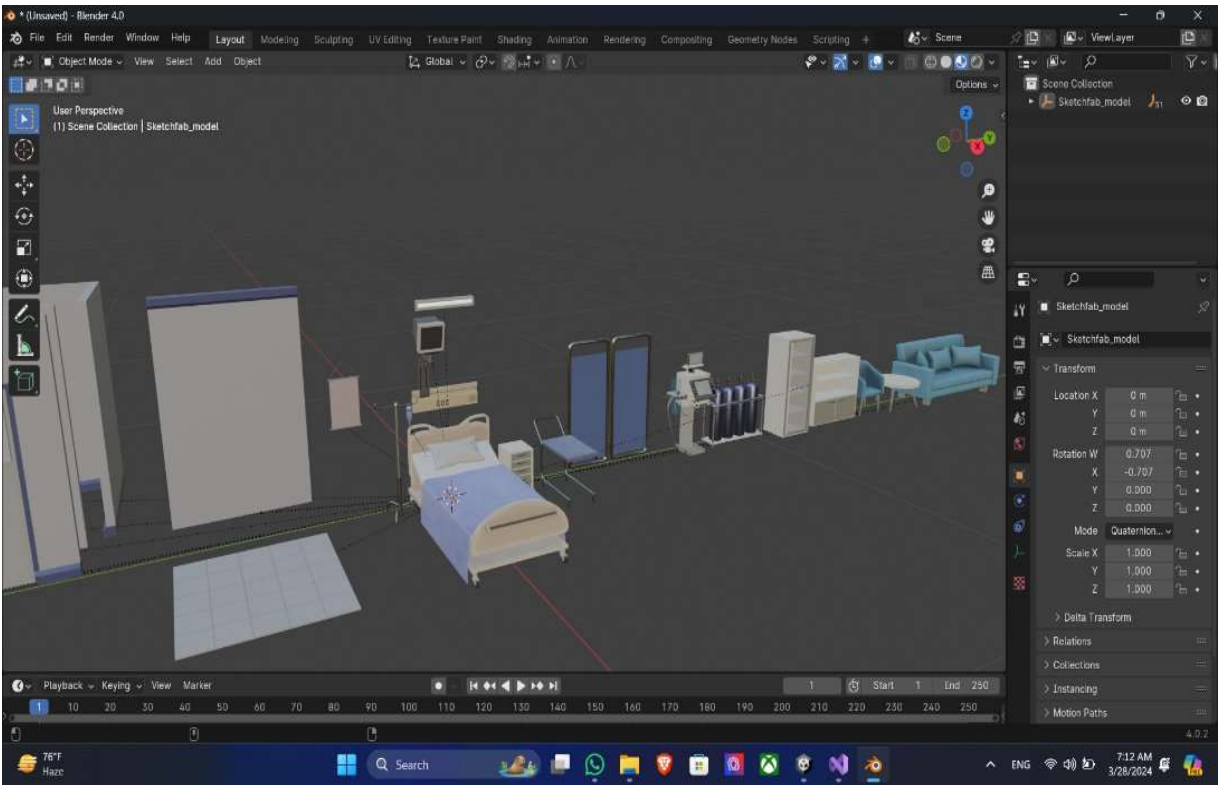 * (Unsaved) - Blender 4.0
File Edit Render Window Help Layout Modeling Sculpting UV Editing Texture Paint Shading Animation Rendering Compositing Geometry Nodes Scripting + Scene ViewLayer
Object Mode View Select Add Object Global
Options
User Perspective
(1) Scene Collection | Sketchfab_model
Scene Collection
Sketchfab_model 31
Z
Y
X
Sketchfab_model
Sketchfab_model
Transform
Location X 0 m
Y 0 m
Z 0 m
Rotation W 0.707
X -0.707
Y 0.000
Z 0.000
Mode Quaternion...
Scale X 1.000
Y 1.000
Z 1.000
Delta Transform
Relations
Collections
Instancing
Motion Paths
Playback Keying View Marker 1 Start 1 End 250
1 10 20 30 40 50 60 70 80 90 100 110 120 130 140 150 160 170 180 190 200 210 220 230 240 250
4.0.2
76°F
Haze
Search
ENG
7:12 AM
3/28/2024